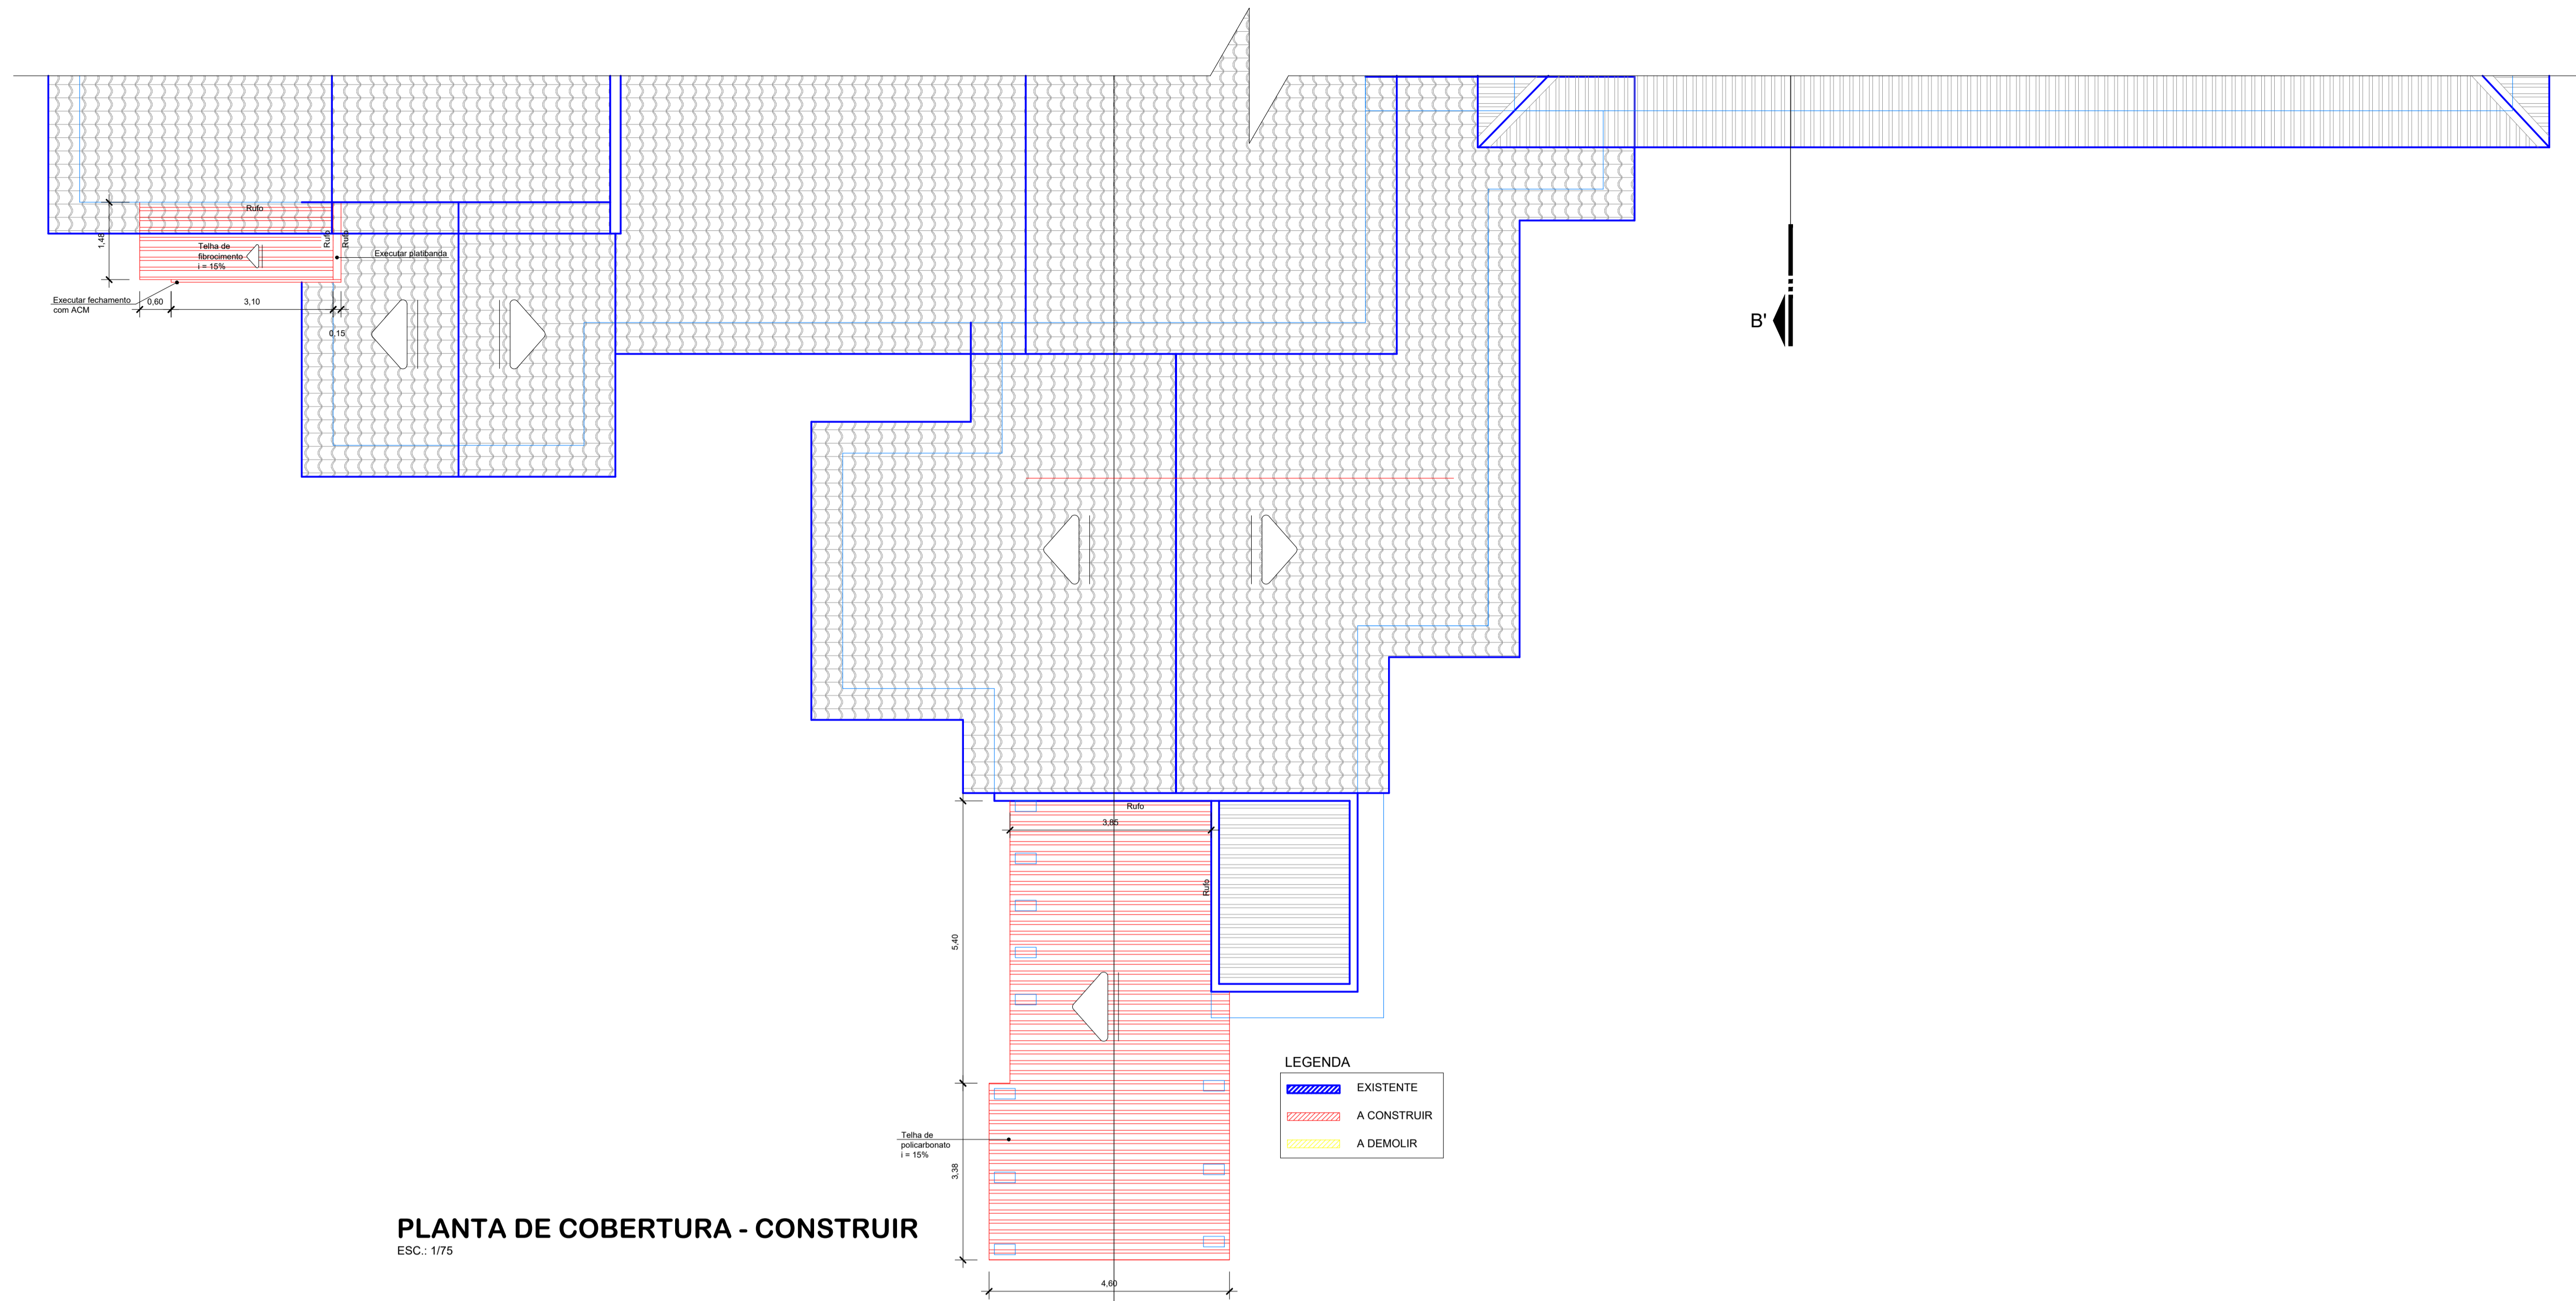 Rufo
Rufo
Rufo
1,48
Telha de
fibrocimento
i = 15%
Executar platibanda
Executar fechamento
com ACM
0,60
3,10
0,15
B'
Rufo
3,85
Rufo
5,40
LEGENDA
EXISTENTE
A CONSTRUIR
A DEMOLIR
Telha de
policarbonato
i = 15%
3,38
PLANTA DE COBERTURA - CONSTRUIR
ESC.: 1/75
4,60